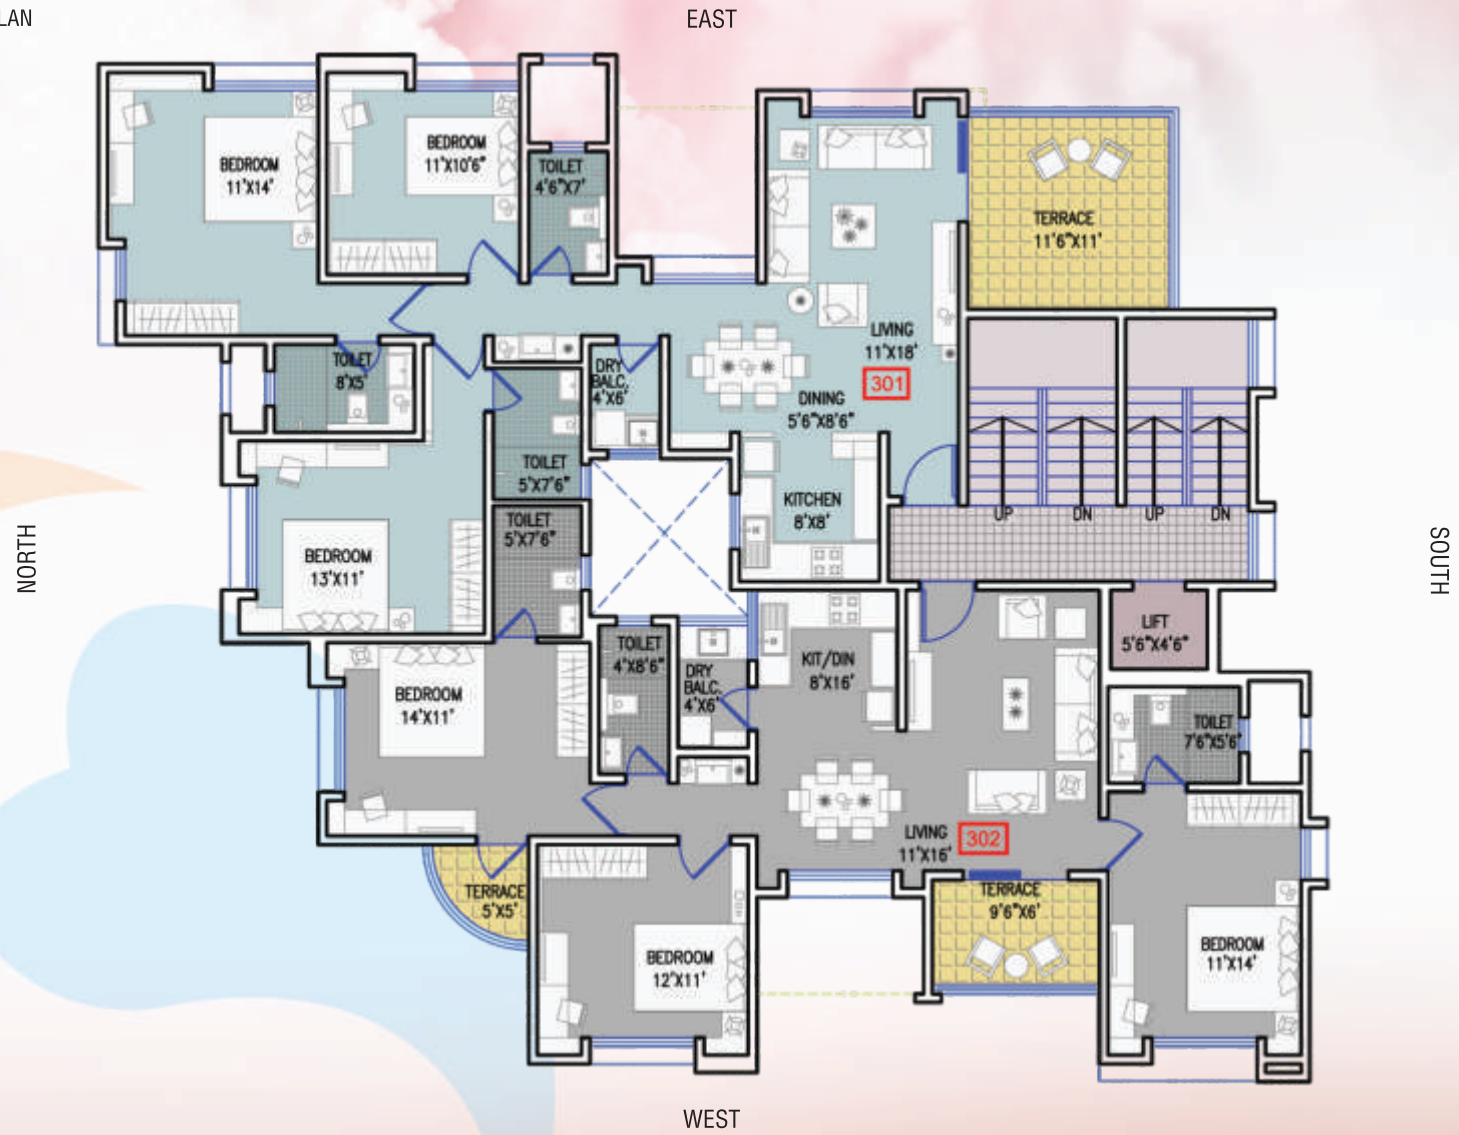 LAN
EAST
BEDROOM
11'X14'
BEDROOM
11'X10'6"
TOILET
4'6"X7'
TERRACE
11'6"X11'
LIVING
11'X18'
301
TOILET
8'X5'
DRY
BALC.
4'X6'
DINING
5'6"X8'6"
TOILET
5'X7'6"
KITCHEN
8'X8'
UP
DN
UP
DN
TOILET
5'X7'6"
NORTH
SOUTH
BEDROOM
13'X11'
LIFT
5'6"X4'6"
TOILET
4'X8'6"
KIT/DIN
8'X16'
DRY
BALC.
4'X6'
BEDROOM
14'X11'
TOILET
7'6"X5'6'
LIVING
11'X16'
302
TERRACE
5'X5'
TERRACE
9'6"X6'
BEDROOM
12'X11'
BEDROOM
11'X14'
WEST